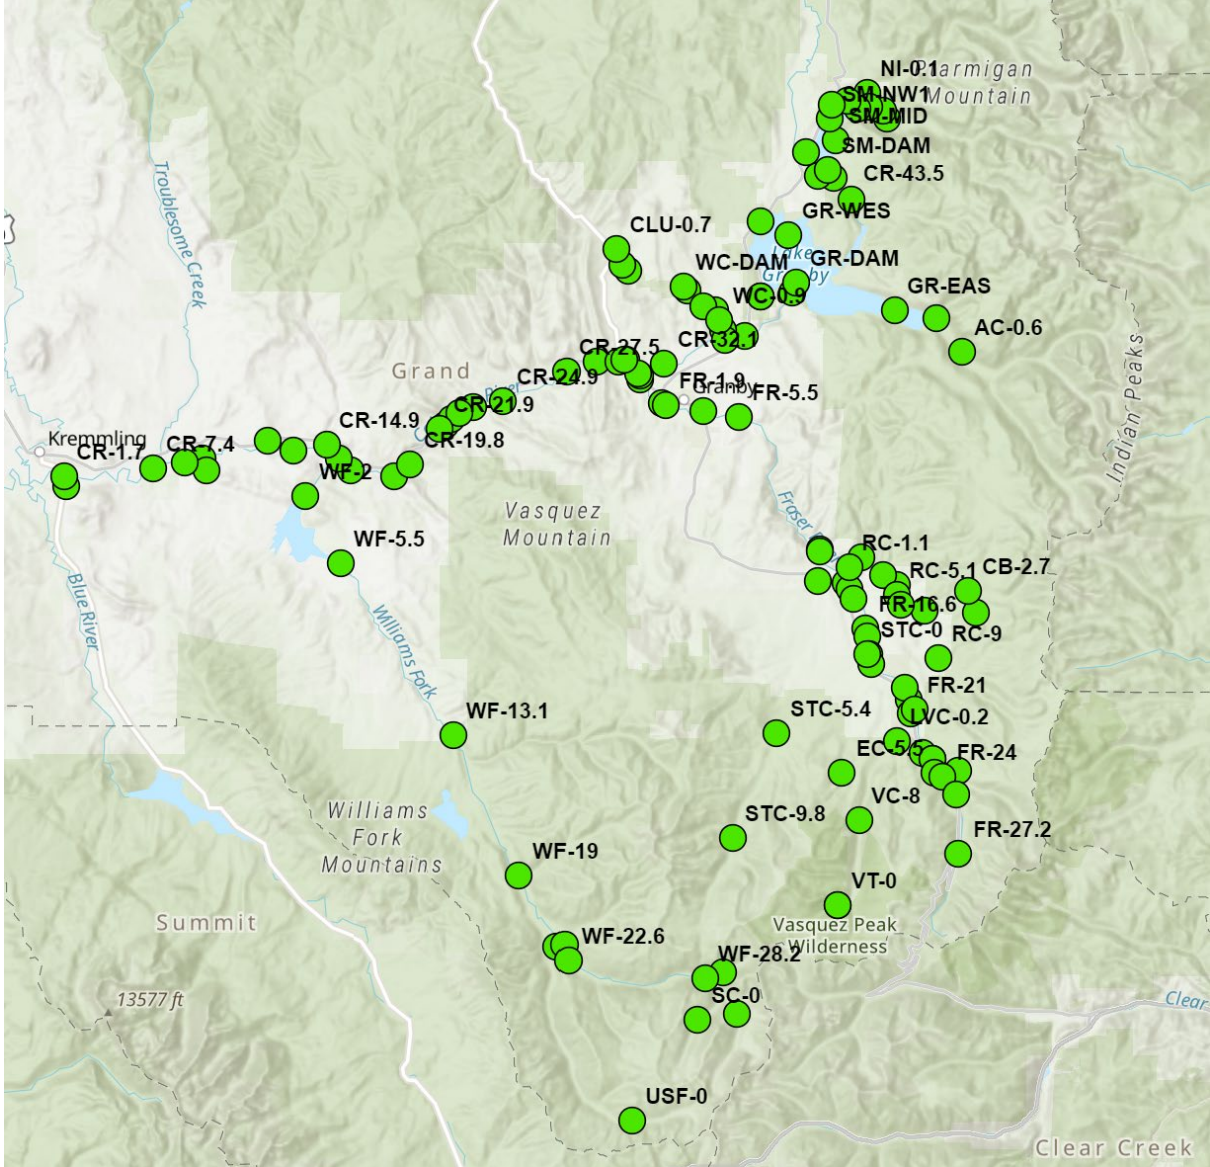 NI-0.1
Ptarmigan
Mountain
SM-NW1
SM-MID
SM-DAM
CR-43.5
Troublesome Creek
GR-WES
CLU-0.7
Lake
Granby
WC-DAM
GR-DAM
GR-EAS
WC-0.9
AC-0.6
CR-32.1
CR-27.5
Grand
CR-24.9
River
FR-1.9
Granby
FR-5.5
Indian Peaks
CR-21.9
CR-14.9
CR-19.8
Kremmling
CR-7.4
CR-1.7
WF-2
Vasquez
Mountain
Fraser
WF-5.5
RC-1.1
RC-5.1
CB-2.7
Blue River
Williams Fork
FR-16.6
STC-0
RC-9
FR-21
WF-13.1
STC-5.4
LVC-0.2
EC-5.5
FR-24
VC-8
Williams
Fork
Mountains
STC-9.8
FR-27.2
WF-19
VT-0
Summit
Vasquez Peak
Wilderness
WF-22.6
WF-28.2
SC-0
13577 ft
Clear
USF-0
Clear Creek